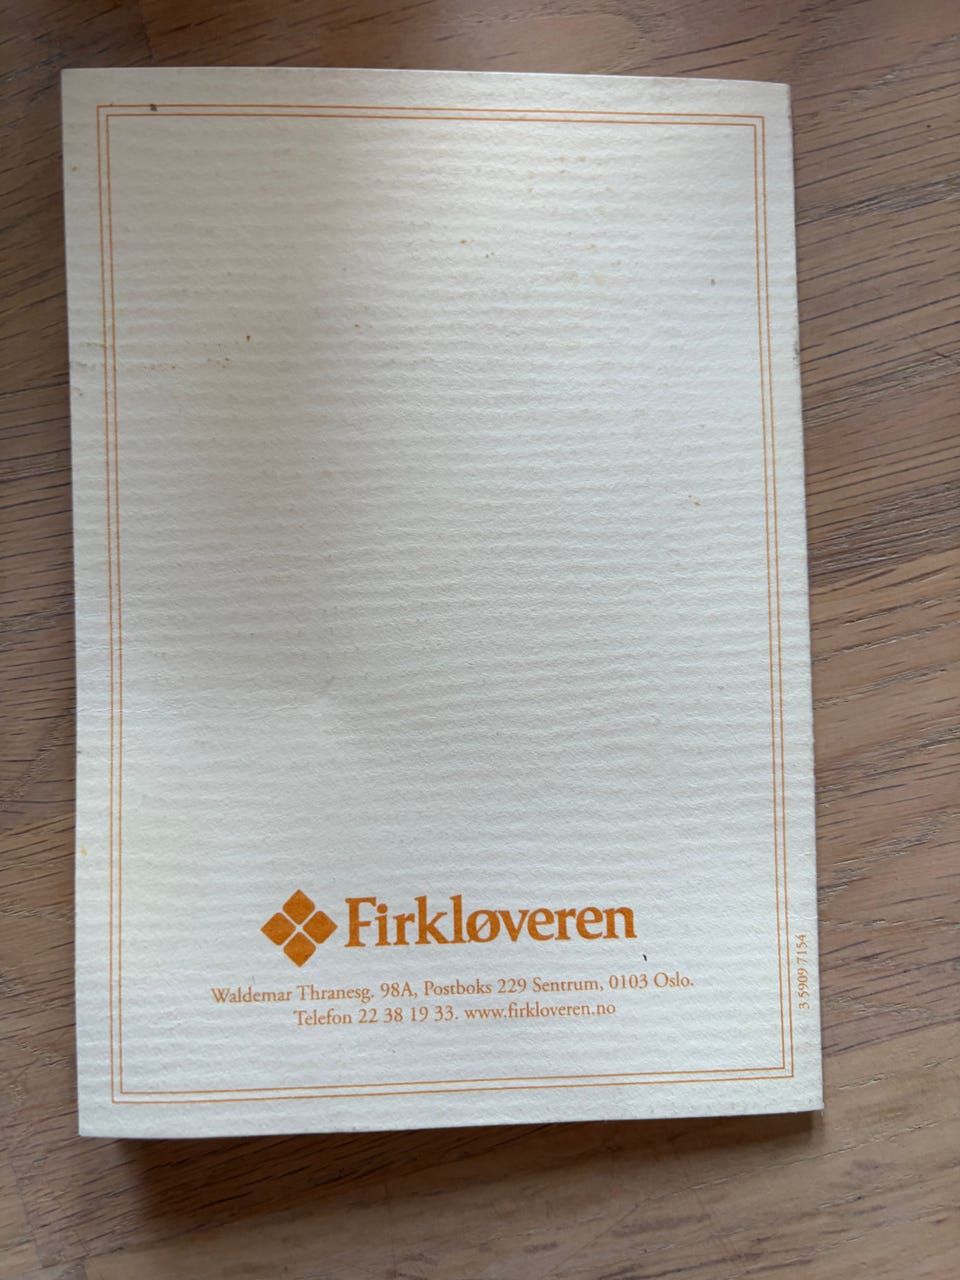 Firkløveren
Waldemar Thranesg. 98A, Postboks 229 Sentrum, 0103 Oslo.
Telefon 22 38 19 33. www.firkloveren.no
3 5909 7154